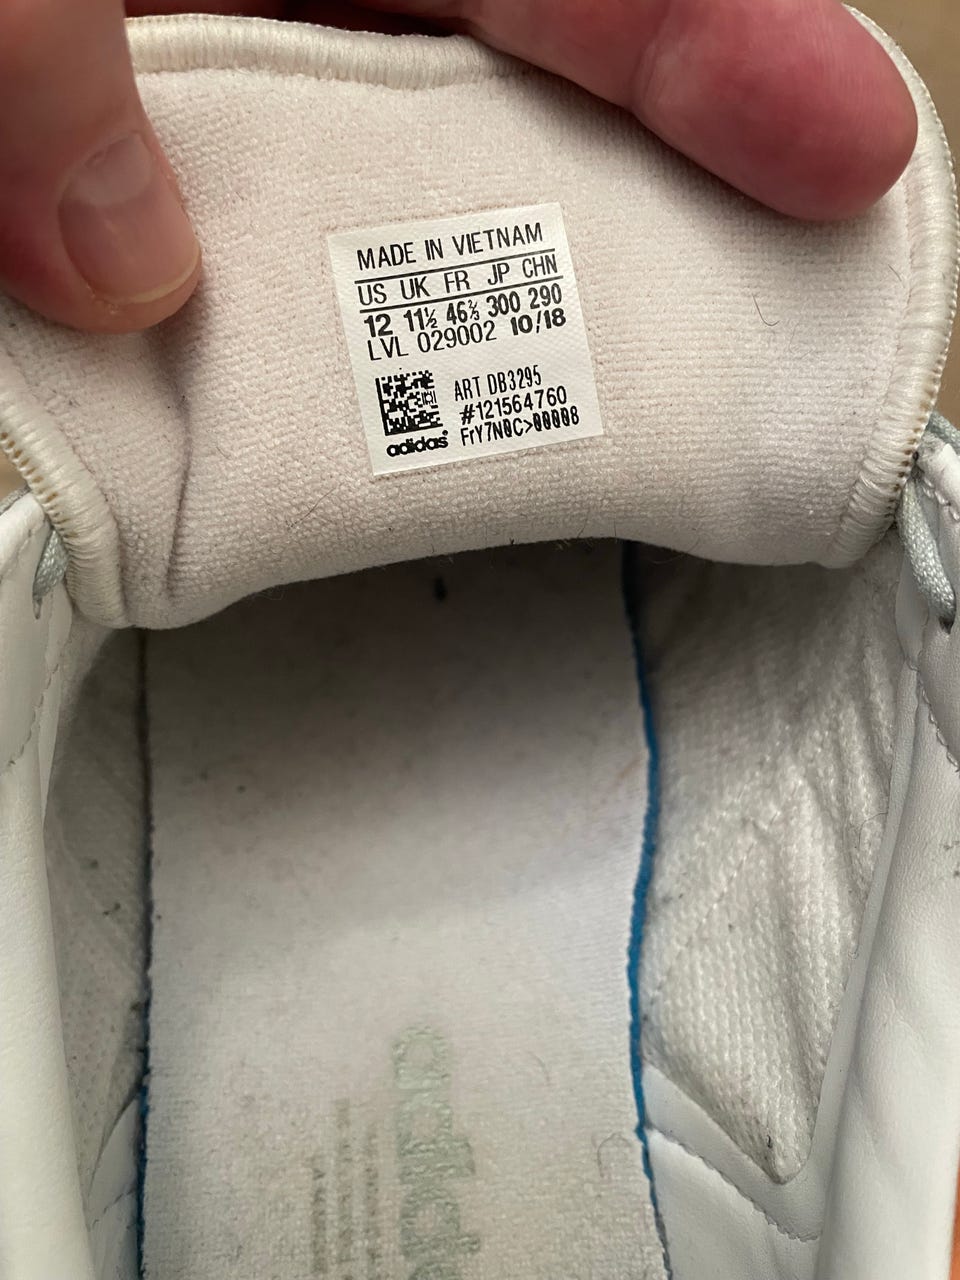 MADE IN VIETNAM
US UK FR JP CHN
12 11½ 46⅔ 300 290
LVL 029002 10/18
ART DB3295
#121564760
FrY7N0C>00008
adidas
adidas